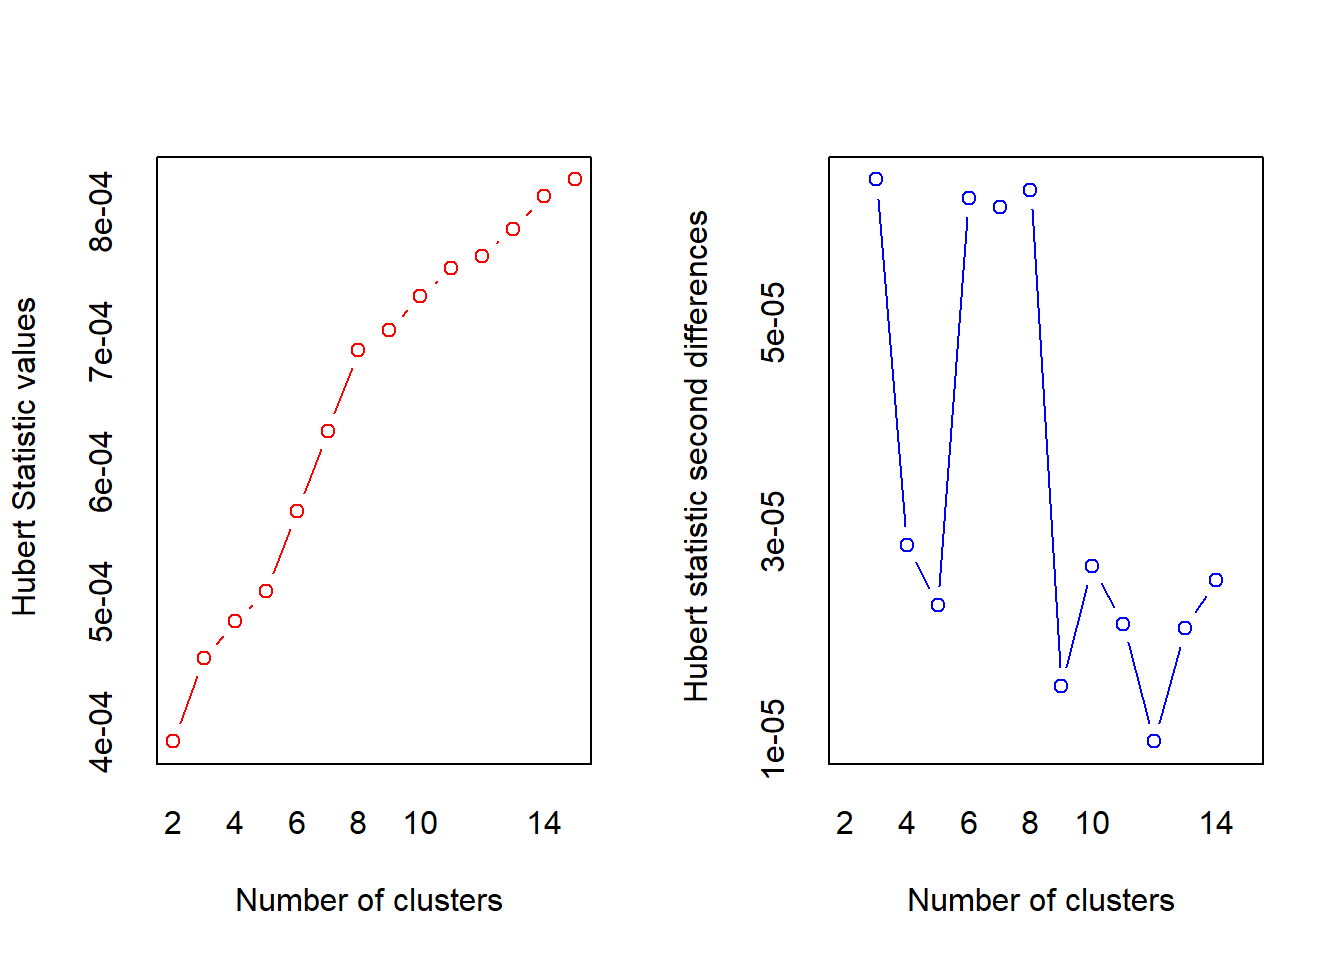 Hubert Statistic values
4e-04 5e-04 6e-04 7e-04 8e-04
2 4 6 8 10 14
Number of clusters
Hubert statistic second differences
1e-05 3e-05 5e-05
2 4 6 8 10 14
Number of clusters